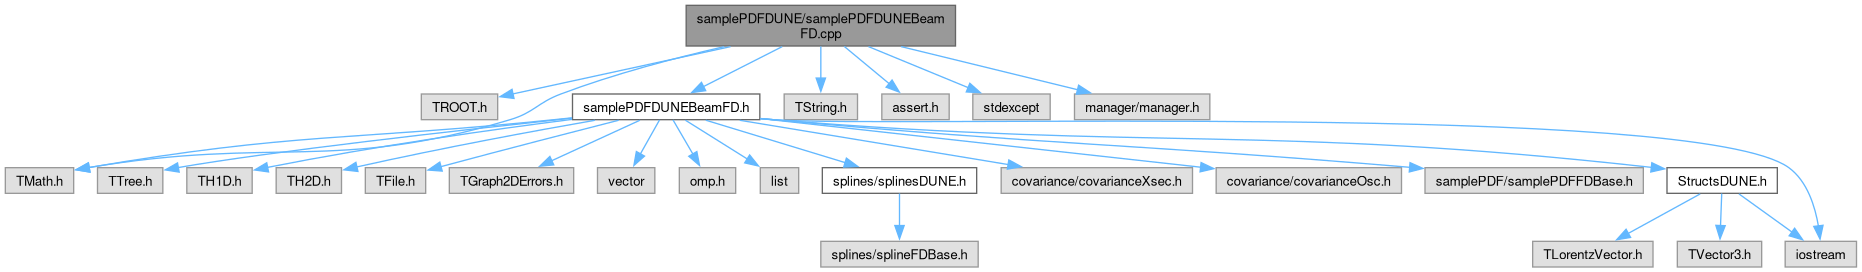 samplePDFDUNE/samplePDFDUNEBeam
FD.cpp
TROOT.h
samplePDFDUNEBeamFD.h
TString.h
assert.h
stdexcept
manager/manager.h
TMath.h
TTree.h
TH1D.h
TH2D.h
TFile.h
TGraph2DErrors.h
vector
omp.h
list
splines/splinesDUNE.h
covariance/covarianceXsec.h
covariance/covarianceOsc.h
samplePDF/samplePDFFDBase.h
StructsDUNE.h
splines/splineFDBase.h
TLorentzVector.h
TVector3.h
iostream